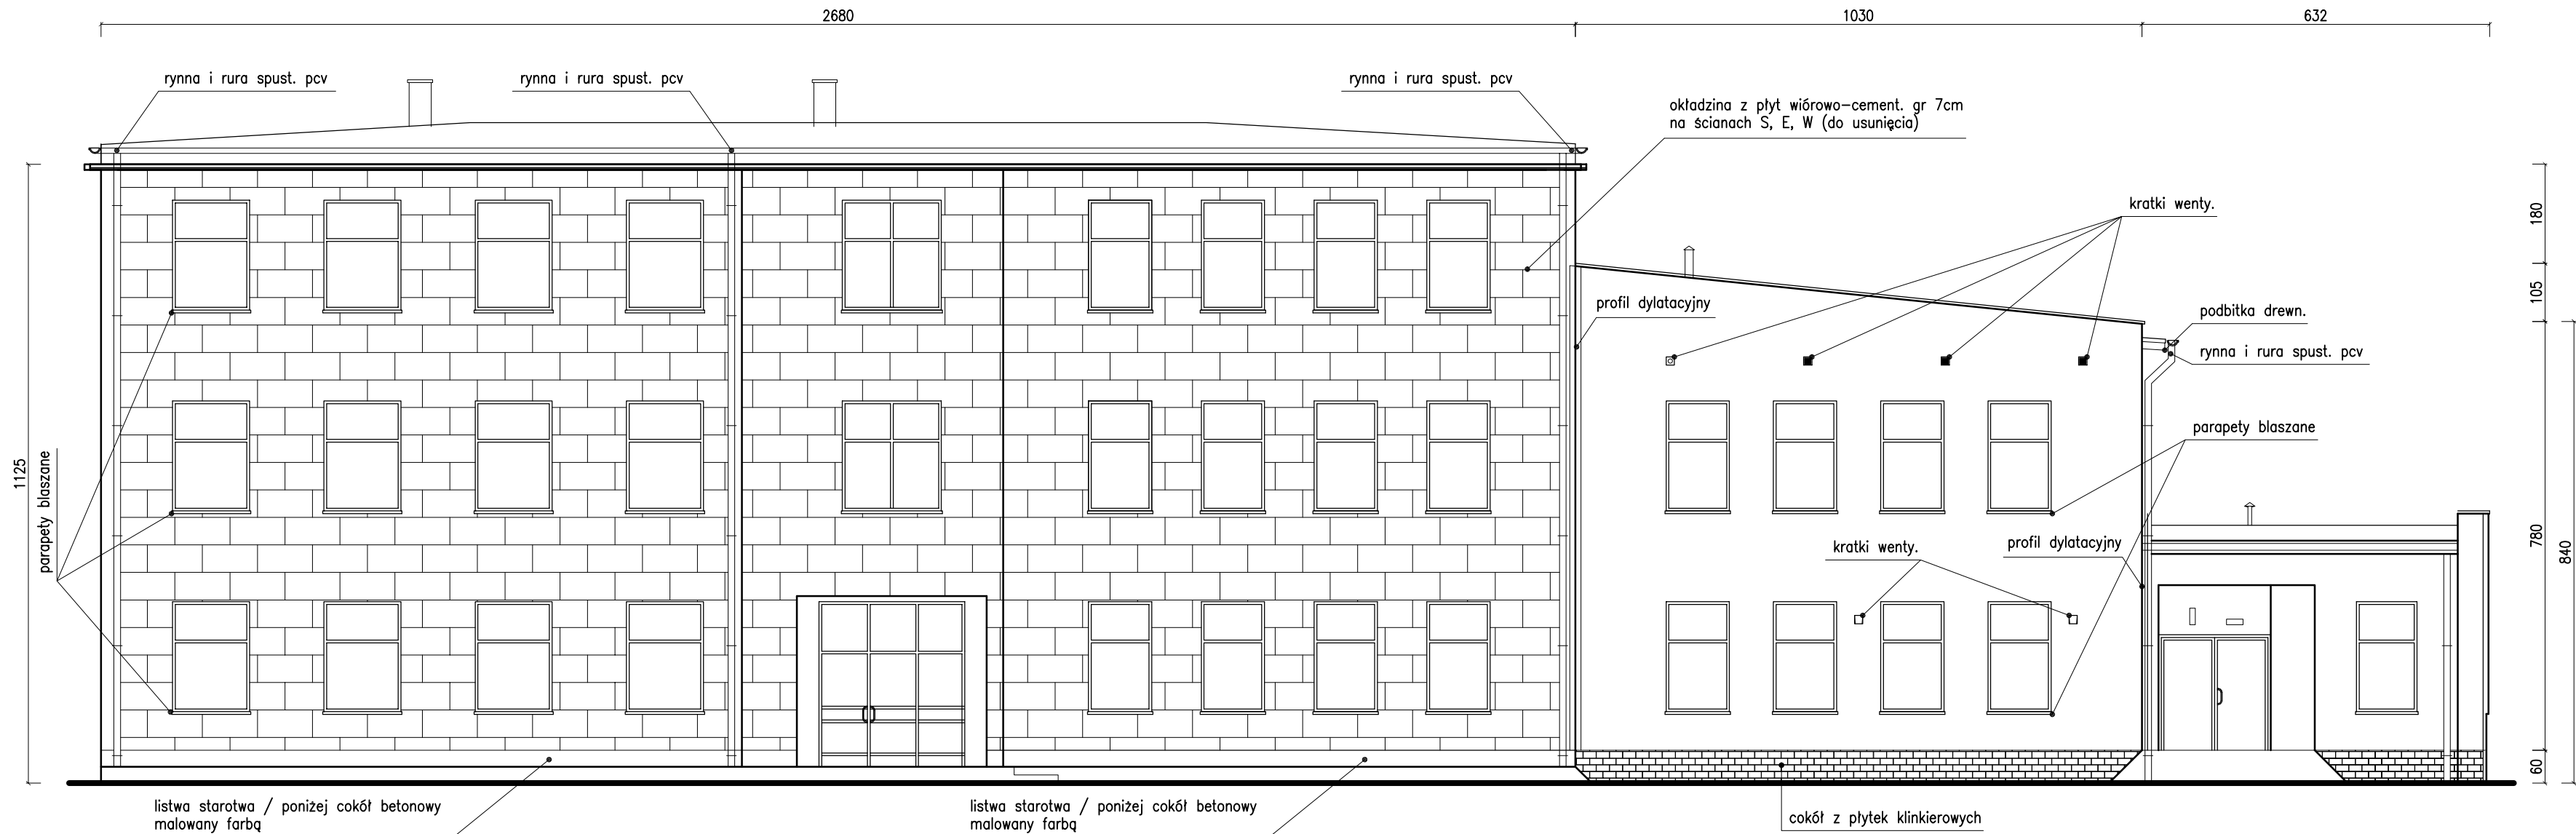 2680
1030
632
rynna i rura spust. pcv
rynna i rura spust. pcv
rynna i rura spust. pcv
okładzina z płyt wiórowo-cement. gr 7cm
na ścianach S, E, W (do usunięcia)
kratki wenty.
180
105
profil dylatacyjny
podbitka drewn.
rynna i rura spust. pcv
parapety blaszane
1125
parapety blaszane
kratki wenty.
profil dylatacyjny
780
840
60
listwa starotwa / poniżej cokół betonowy
malowany farbą
listwa starotwa / poniżej cokół betonowy
malowany farbą
cokół z płytek klinkierowych